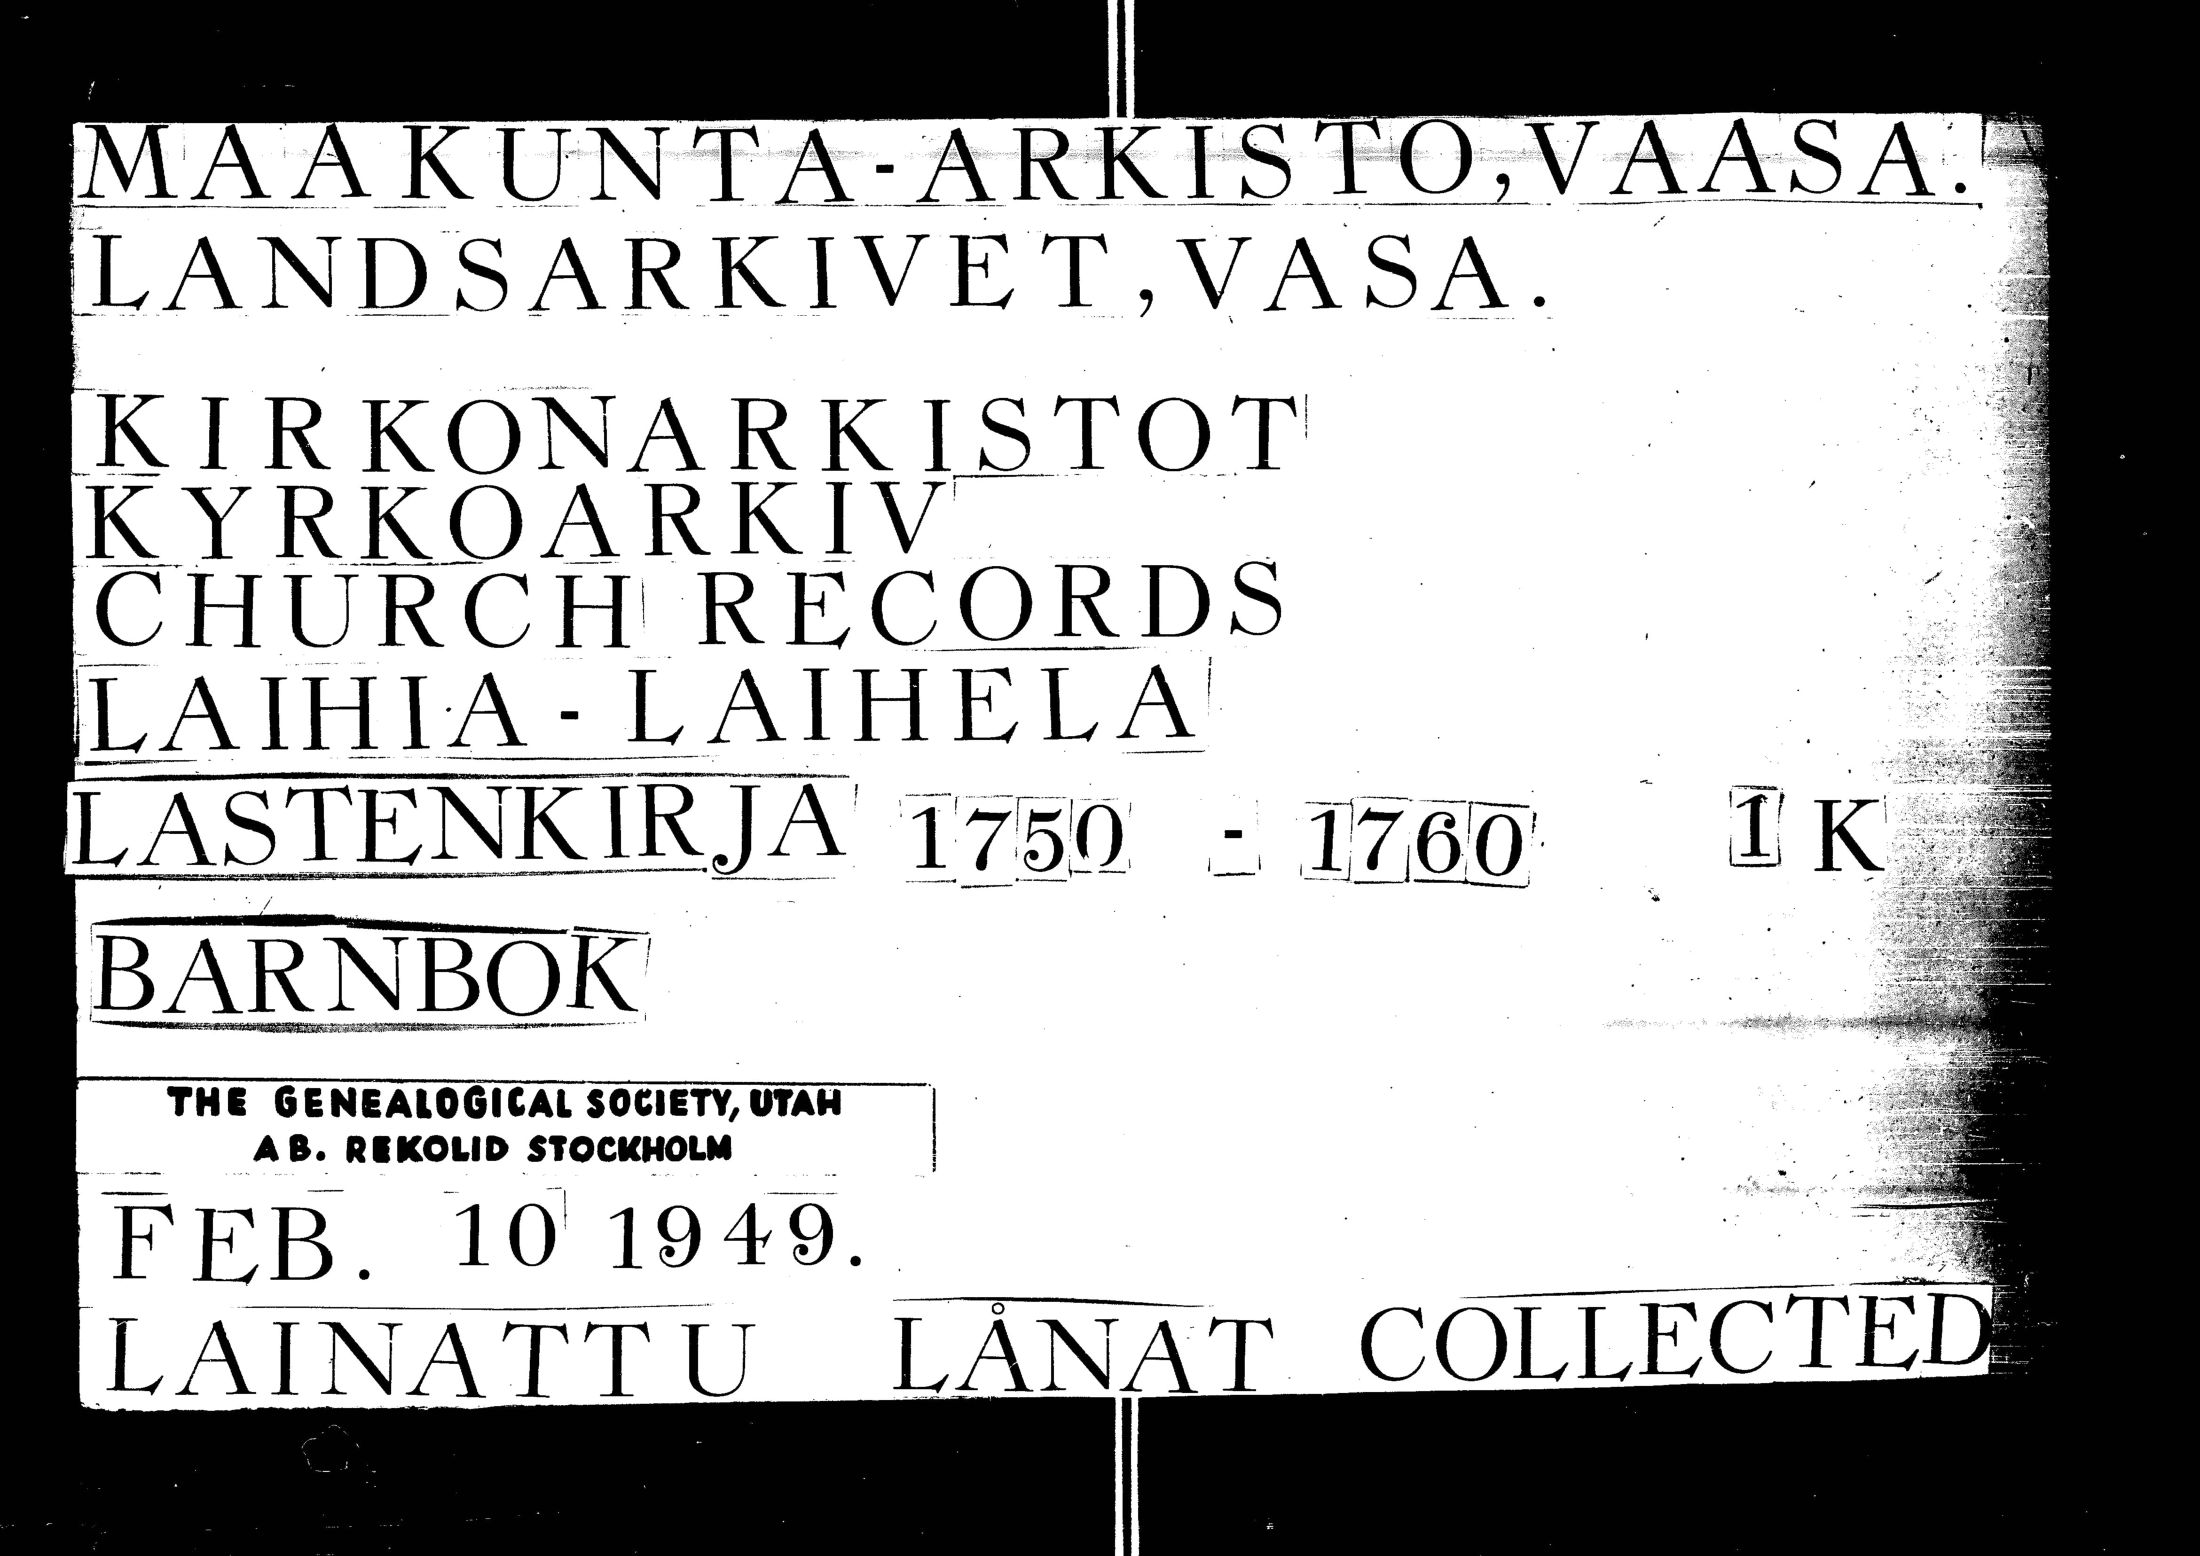 MAAKUNTA-ARKISTO, VAASA.
LANDSARKIVET, VASA.
KIRKONARKISTOT
KYRKOARKIV
CHURCH RECORDS
LAIHIA - LAIHELA
LASTENKIRJA 1750 - 1760 1 K
BARNBOK
THE GENEALOGICAL SOCIETY, UTAH
AB. REKOLID STOCKHOLM
FEB. 10 1949.
LAINATTU LÅNAT COLLECTED